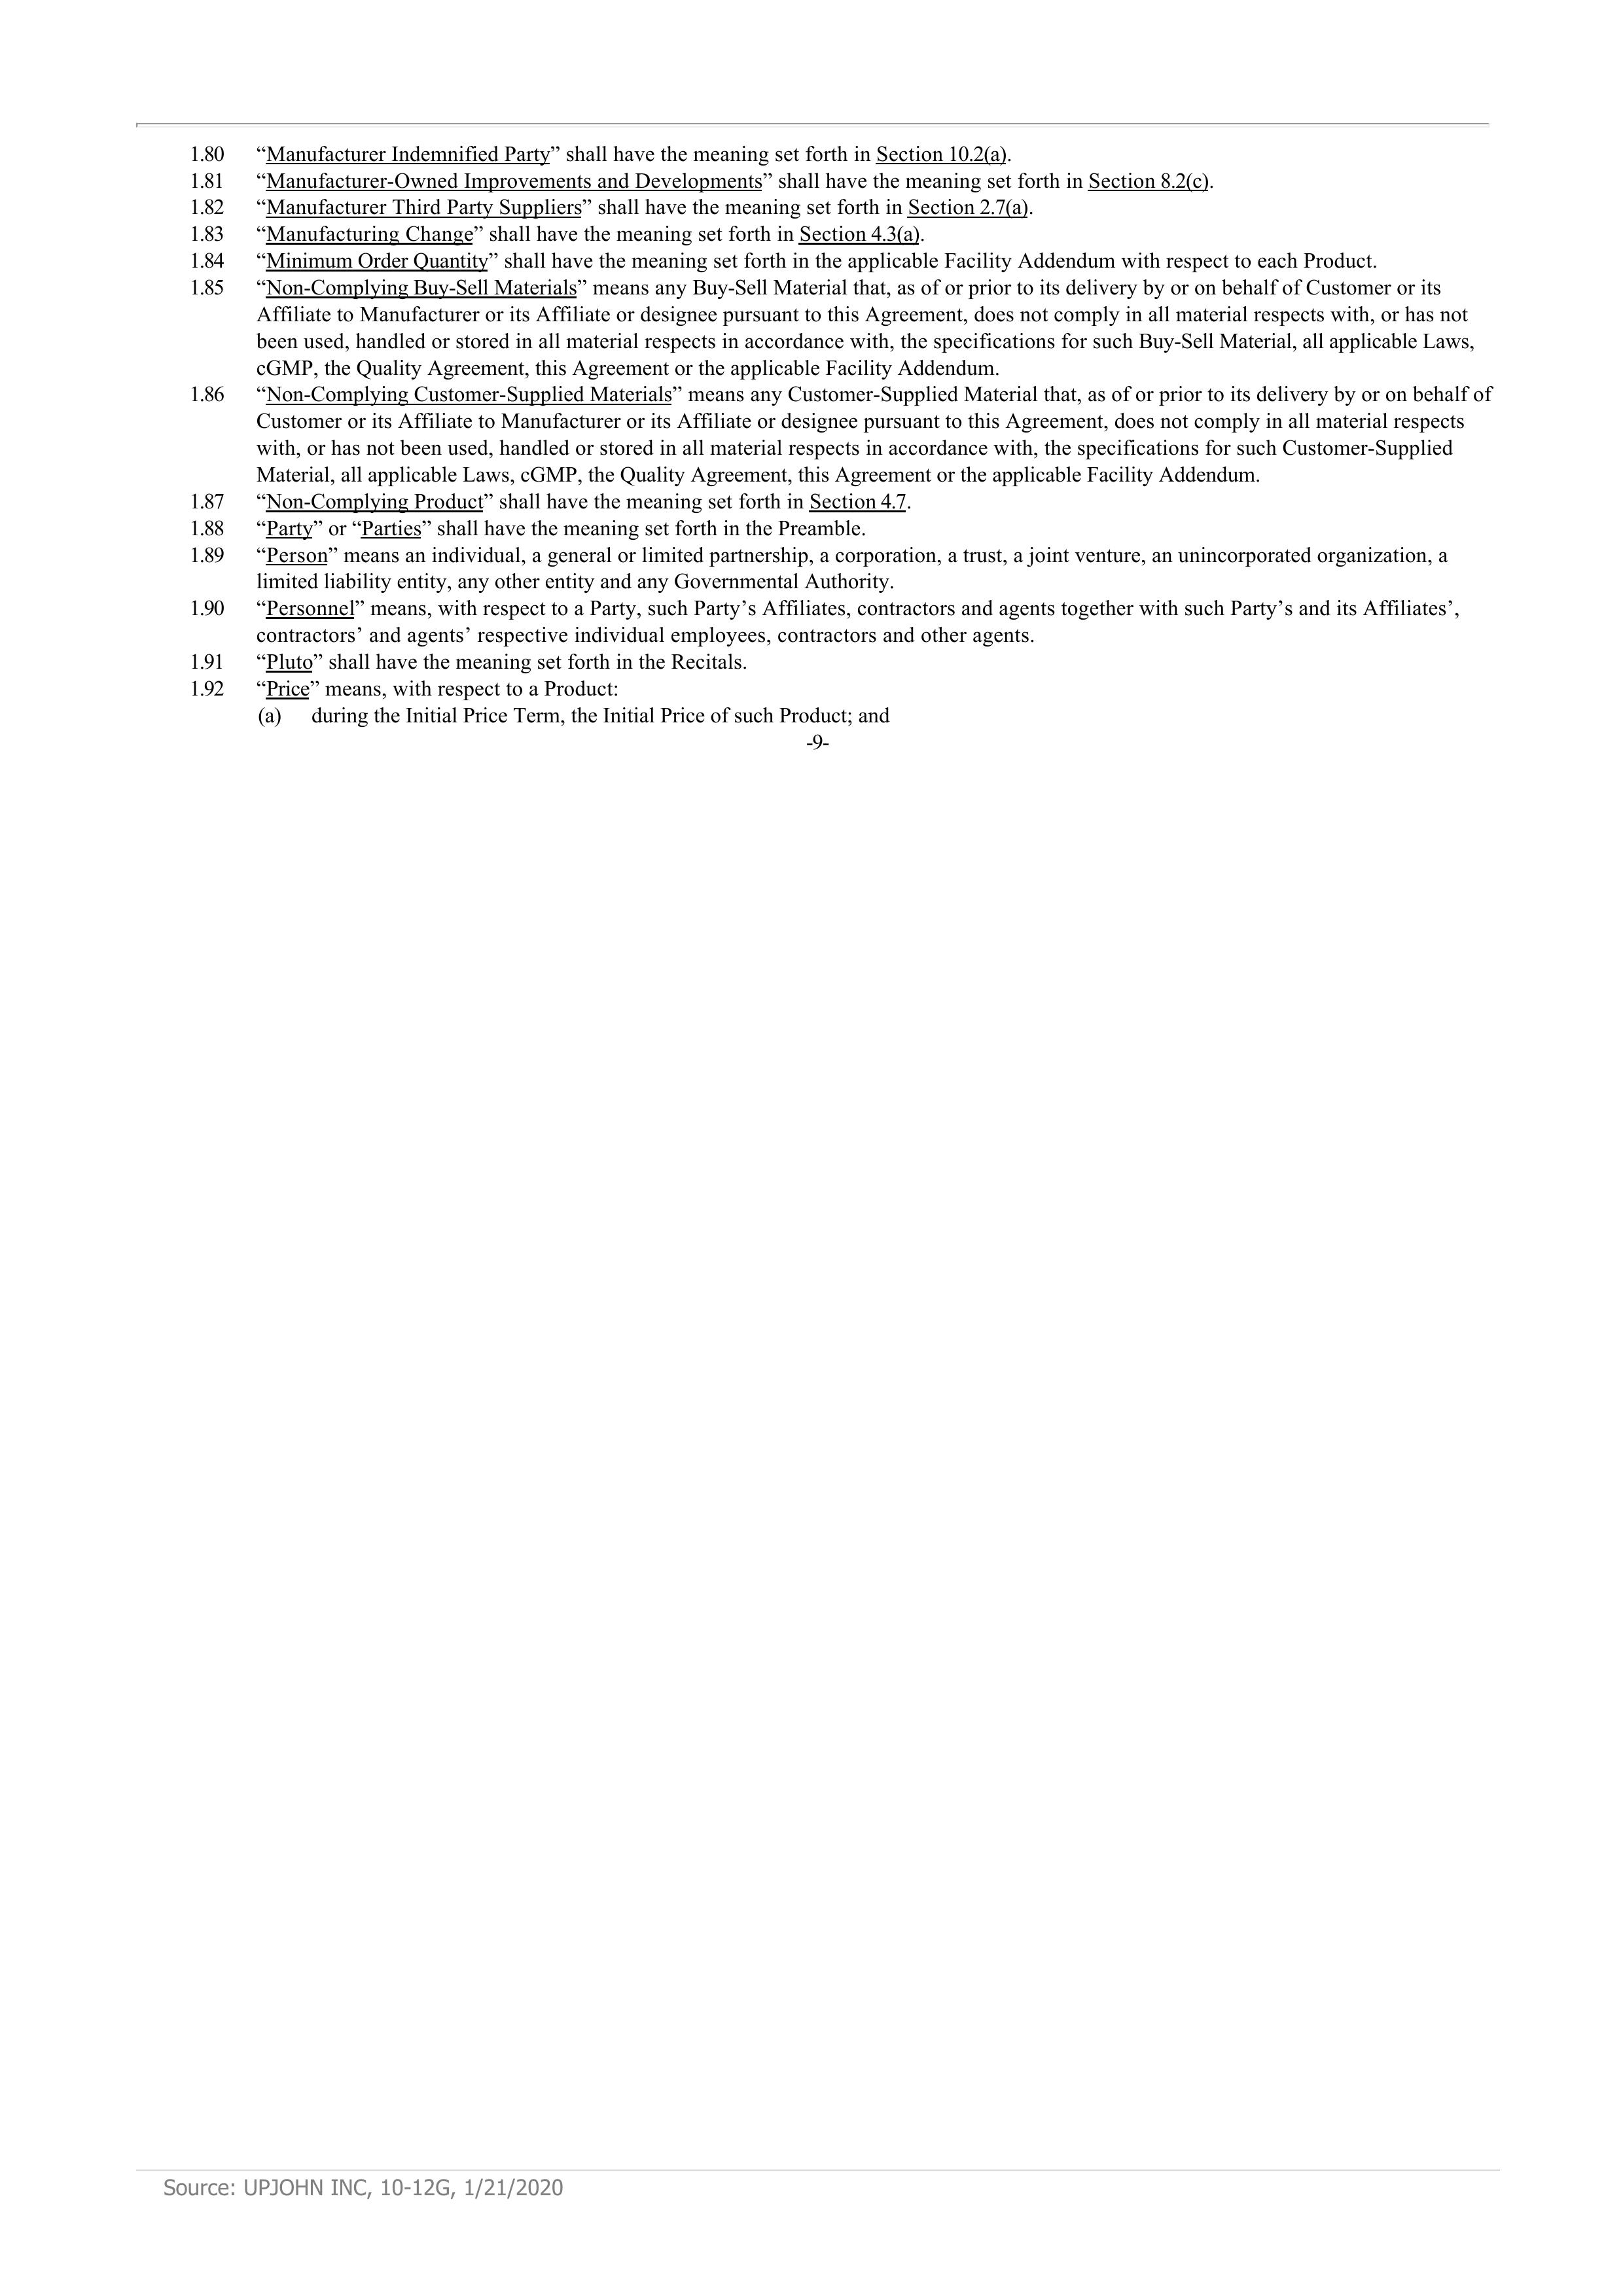 1.80 “Manufacturer Indemnified Party” shall have the meaning set forth in Section 10.2(a).
1.81 “Manufacturer-Owned Improvements and Developments” shall have the meaning set forth in Section 8.2(c).
1.82 “Manufacturer Third Party Suppliers” shall have the meaning set forth in Section 2.7(a).
1.83 “Manufacturing Change” shall have the meaning set forth in Section 4.3(a).
1.84 “Minimum Order Quantity” shall have the meaning set forth in the applicable Facility Addendum with respect to each Product.
1.85 “Non-Complying Buy-Sell Materials” means any Buy-Sell Material that, as of or prior to its delivery by or on behalf of Customer or its
Affiliate to Manufacturer or its Affiliate or designee pursuant to this Agreement, does not comply in all material respects with, or has not
been used, handled or stored in all material respects in accordance with, the specifications for such Buy-Sell Material, all applicable Laws,
cGMP, the Quality Agreement, this Agreement or the applicable Facility Addendum.
1.86 “Non-Complying Customer-Supplied Materials” means any Customer-Supplied Material that, as of or prior to its delivery by or on behalf of
Customer or its Affiliate to Manufacturer or its Affiliate or designee pursuant to this Agreement, does not comply in all material respects
with, or has not been used, handled or stored in all material respects in accordance with, the specifications for such Customer-Supplied
Material, all applicable Laws, cGMP, the Quality Agreement, this Agreement or the applicable Facility Addendum.
1.87 “Non-Complying Product” shall have the meaning set forth in Section 4.7.
1.88 “Party” or “Parties” shall have the meaning set forth in the Preamble.
1.89 “Person” means an individual, a general or limited partnership, a corporation, a trust, a joint venture, an unincorporated organization, a
limited liability entity, any other entity and any Governmental Authority.
1.90 “Personnel” means, with respect to a Party, such Party’s Affiliates, contractors and agents together with such Party’s and its Affiliates’,
contractors’ and agents’ respective individual employees, contractors and other agents.
1.91 “Pluto” shall have the meaning set forth in the Recitals.
1.92 “Price” means, with respect to a Product:
(a) during the Initial Price Term, the Initial Price of such Product; and
-9-
Source: UPJOHN INC, 10-12G, 1/21/2020